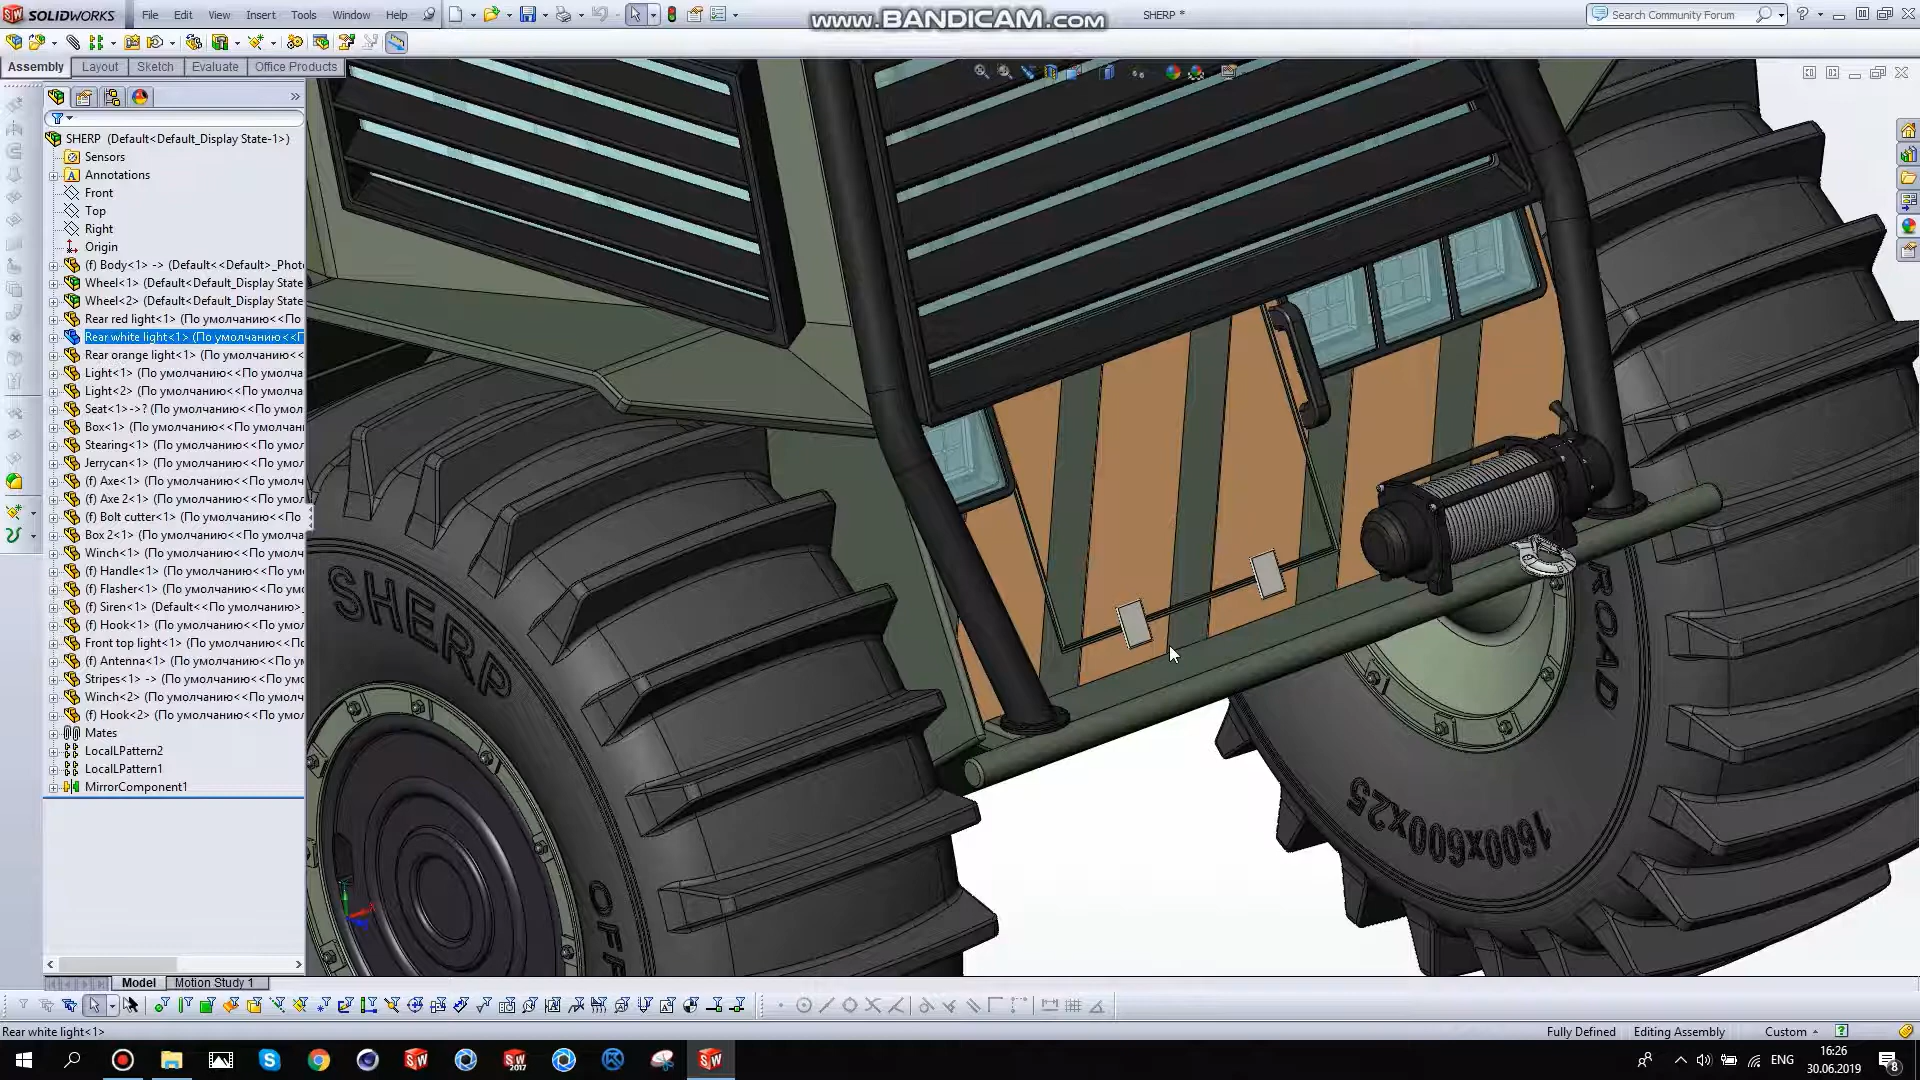 SOLIDWORKS
File Edit View Insert Tools Window Help
www.BANDICAM.com
SHERP *
Search Community Forum
Assembly Layout Sketch Evaluate Office Products
SHERP (Default<Default_Display State-1>)
Sensors
Annotations
Front
Top
Right
Origin
(f) Body<1> -> (Default<<Default>_Phot
Wheel<1> (Default<Default_Display State
Wheel<2> (Default<Default_Display State
Rear red light<1> (По умолчанию<<По
Rear white light<1> (По умолчанию<<П
Rear orange light<1> (По умолчанию<<
Light<1> (По умолчанию<<По умолча
Light<2> (По умолчанию<<По умолча
Seat<1>->? (По умолчанию<<По умол
Box<1> (По умолчанию<<По умолчан
Stearing<1> (По умолчанию<<По умол
Jerrycan<1> (По умолчанию<<По умол
(f) Axe<1> (По умолчанию<<По умолч
(f) Axe 2<1> (По умолчанию<<По умол
(f) Bolt cutter<1> (По умолчанию<<По
Box 2<1> (По умолчанию<<По умолча
Winch<1> (По умолчанию<<По умолч
(f) Handle<1> (По умолчанию<<По ум
(f) Flasher<1> (По умолчанию<<По ум
(f) Siren<1> (Default<<По умолчанию>
(f) Hook<1> (По умолчанию<<По умол
Front top light<1> (По умолчанию<<П
(f) Antenna<1> (По умолчанию<<По ум
Stripes<1> -> (По умолчанию<<По умо
Winch<2> (По умолчанию<<По умолч
(f) Hook<2> (По умолчанию<<По умол
Mates
LocalLPattern2
LocalLPattern1
MirrorComponent1
SHERP
OFF
ROAD
1600x600x25
Model Motion Study 1
Rear white light<1>
Fully Defined Editing Assembly Custom
ENG
16:26
30.06.2019
8
2017